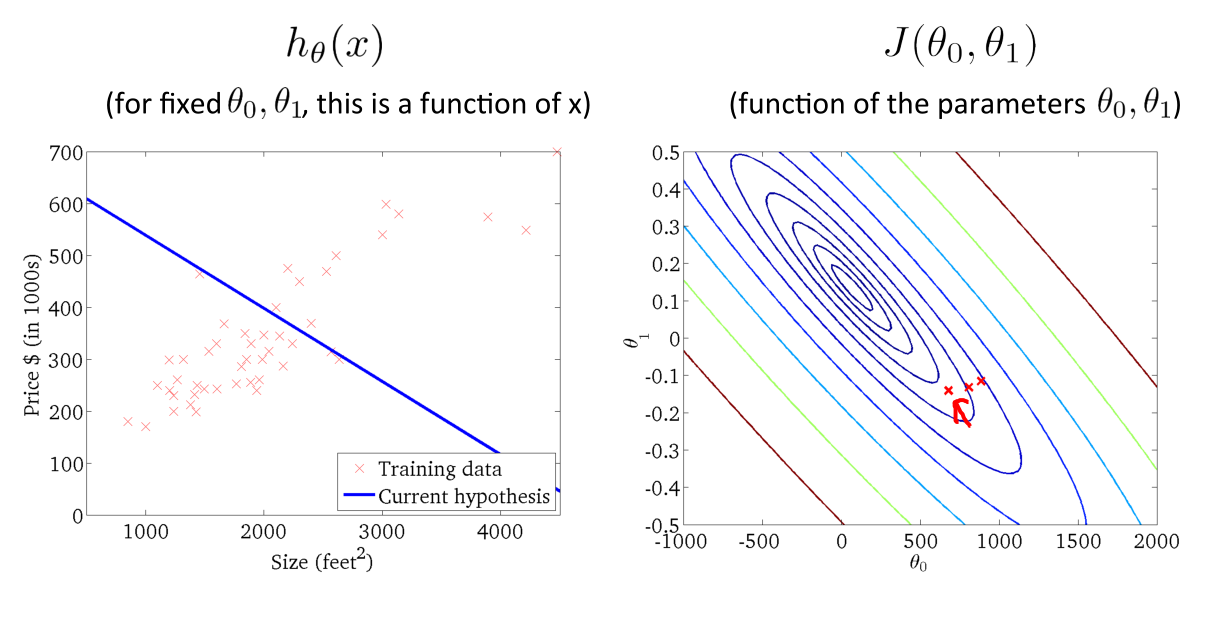 hθ(x)
(for fixed θ0, θ1, this is a function of x)
700
600
500
400
300
200
100
0
1000 2000 3000 4000
Price $ (in 1000s)
Size (feet²)
Training data
Current hypothesis
J(θ0, θ1)
(function of the parameters θ0, θ1)
0.5
0.4
0.3
0.2
0.1
0
-0.1
-0.2
-0.3
-0.4
-0.5
-1000 -500 0 500 1000 1500 2000
θ1
θ0